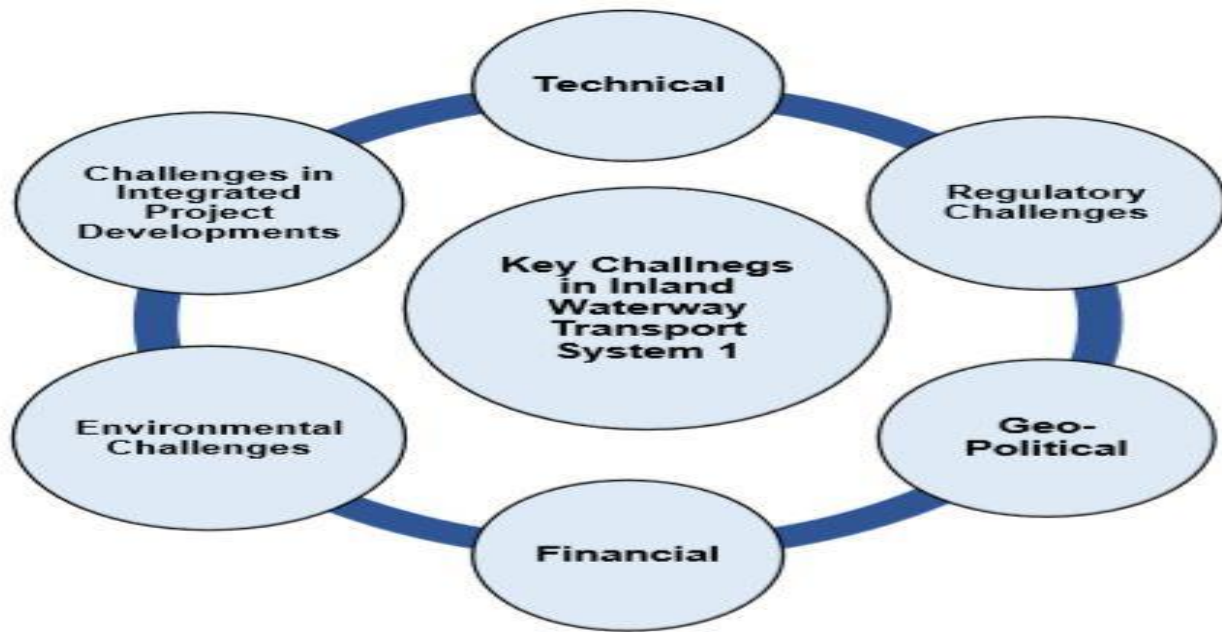 Technical
Challenges in
Integrated
Project
Developments
Regulatory
Challenges
Key Challnegs
in Inland
Waterway
Transport
System 1
Environmental
Challenges
Geo-
Political
Financial